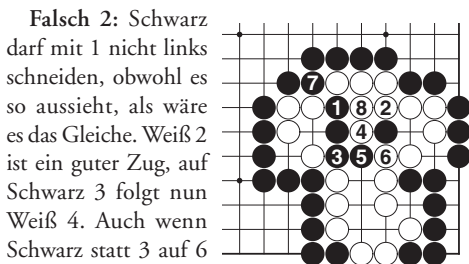 Falsch 2: Schwarz
darf mit 1 nicht links
schneiden, obwohl es
so aussieht, als wäre
es das Gleiche. Weiß 2
ist ein guter Zug, auf
Schwarz 3 folgt nun
Weiß 4. Auch wenn
Schwarz statt 3 auf 6
7
1 8 2
4
3 5 6